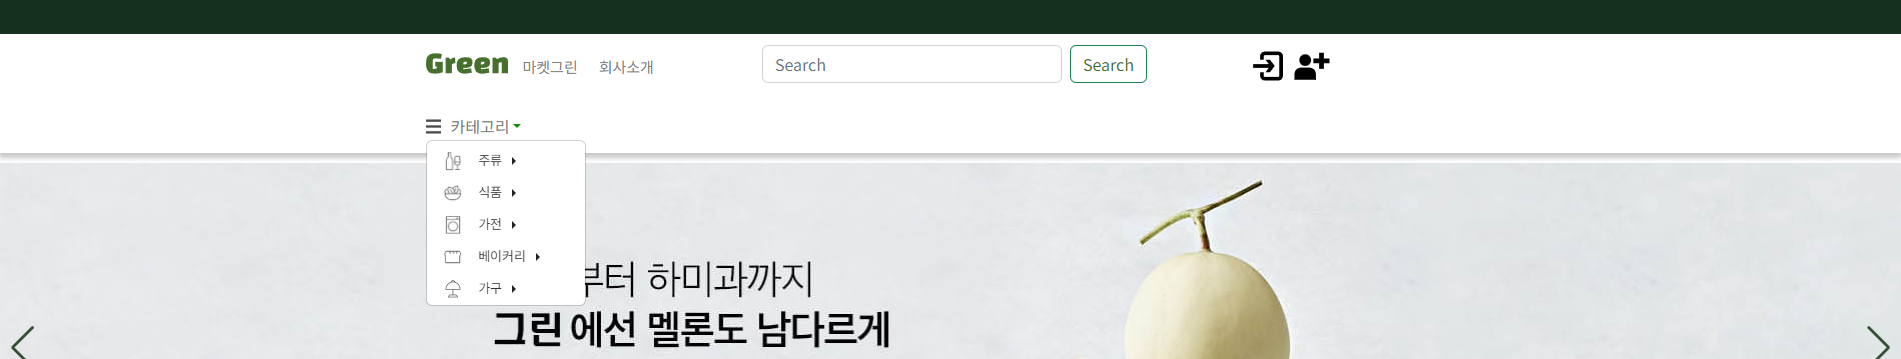 Green 마켓그린 회사소개 Search Search
카테고리
주류
식품
가전
베이커리
가구
부터 하미과까지
그린 에선 멜론도 남다르게